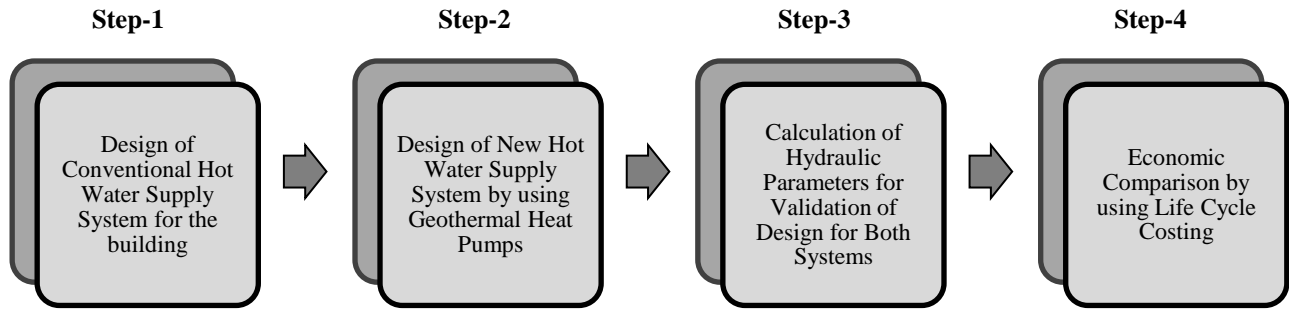 Step-1
Step-2
Step-3
Step-4
Design of
Conventional Hot
Water Supply
System for the
building
Design of New Hot
Water Supply
System by using
Geothermal Heat
Pumps
Calculation of
Hydraulic
Parameters for
Validation of
Design for Both
Systems
Economic
Comparison by
using Life Cycle
Costing